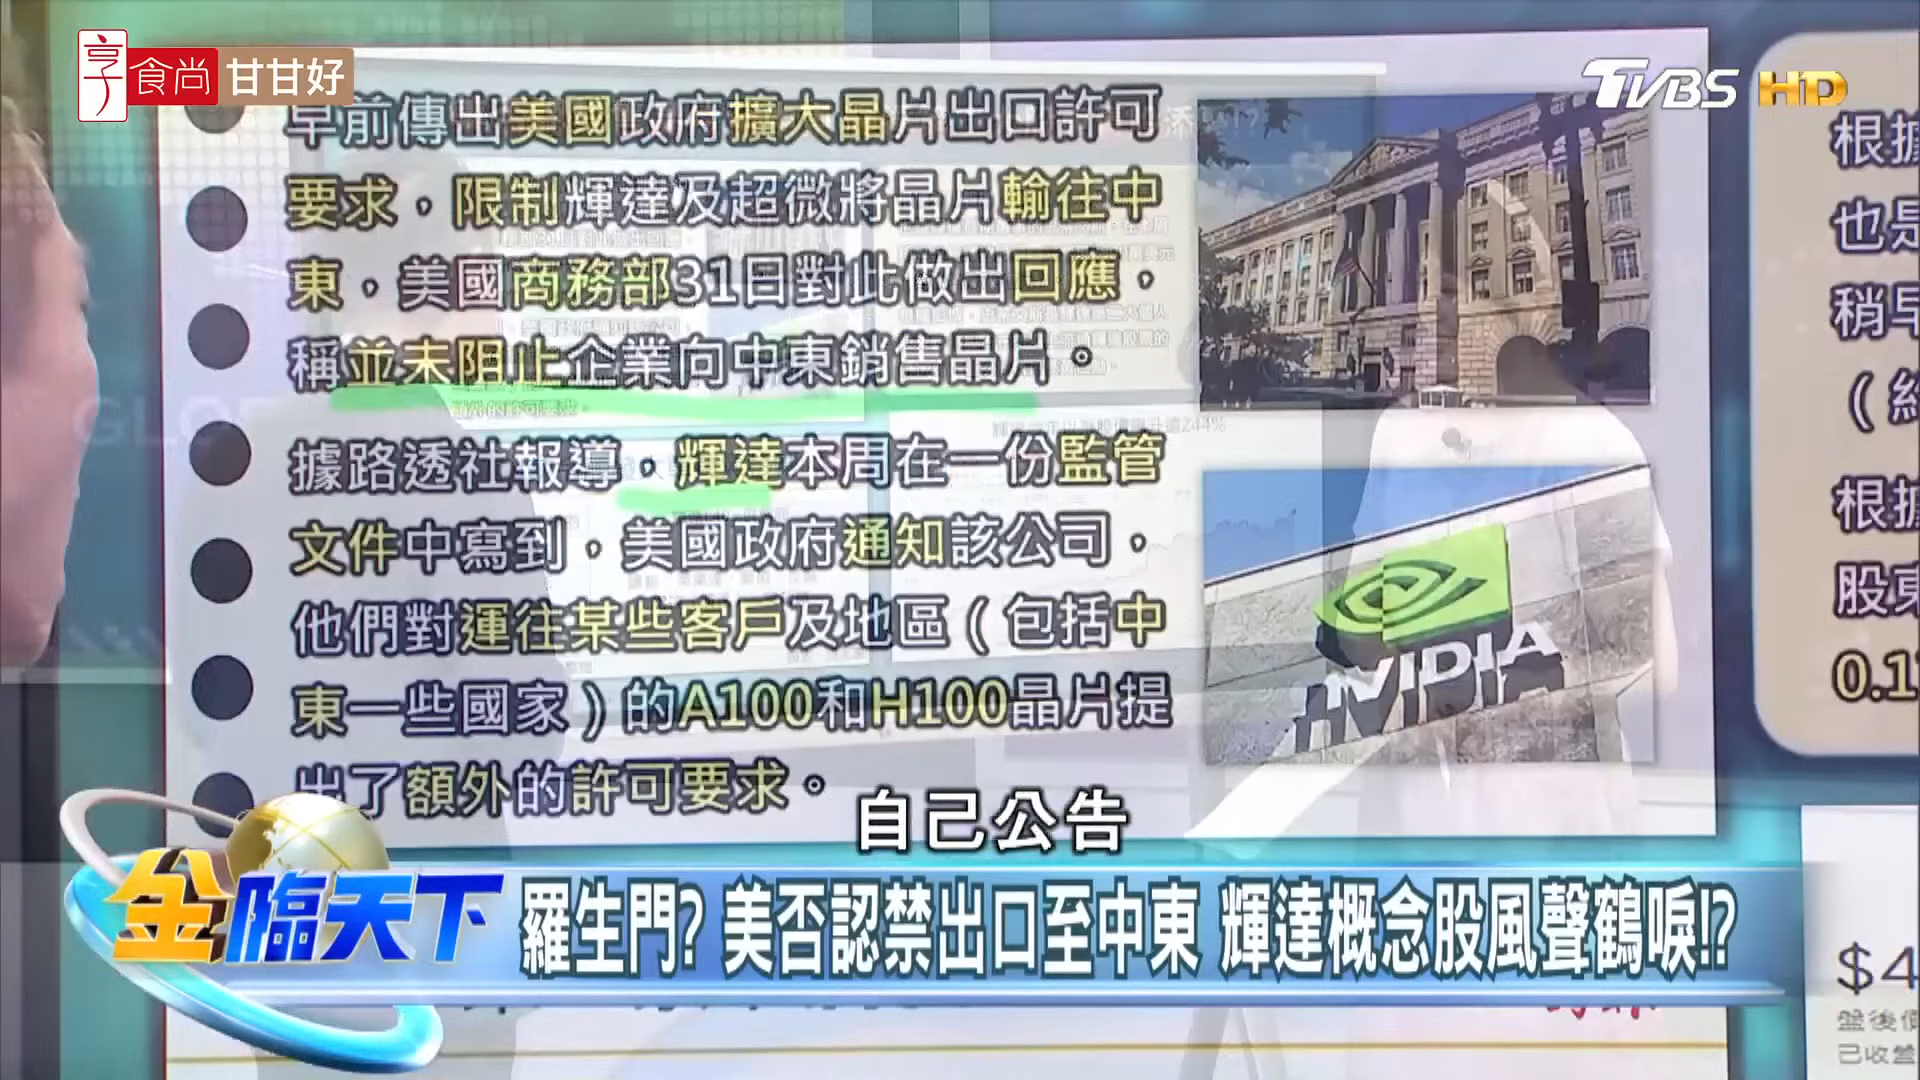 享
食尚
甘甘好
TVBS HD
早前傳出美國政府擴大晶片出口許可
要求，限制輝達及超微將晶片輸往中
東，美國商務部31日對此做出回應，
稱並未阻止企業向中東銷售晶片。
據路透社報導，輝達本周在一份監管
文件中寫到，美國政府通知該公司，
他們對運往某些客戶及地區（包括中
東一些國家）的A100和H100晶片提
出了額外的許可要求。
NVIDIA
根據
也是
稍早
根據
股東
0.1
$4
盤後價
已收盤
自己公告
金臨天下
羅生門? 美否認禁出口至中東 輝達概念股風聲鶴唳!?